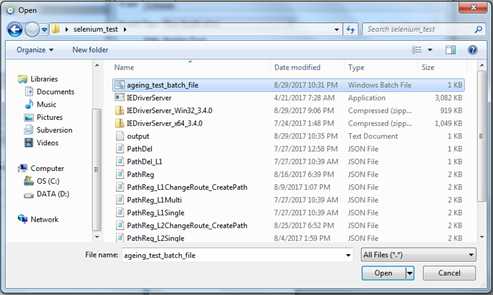 Open
selenium_test
Search selenium_test
Organize New folder
Name Date modified Type Size
Libraries
Documents
Music
Pictures
Subversion
Videos
Computer
OS (C:)
DATA (D:)
Network
ageing_test_batch_file 8/29/2017 10:31 PM Windows Batch File 1 KB
IEDriverServer 4/21/2017 7:28 AM Application 3,082 KB
IEDriverServer_Win32_3.4.0 8/29/2017 9:06 PM Compressed (zipp... 919 KB
IEDriverServer_x64_3.4.0 7/24/2017 1:48 PM Compressed (zipp... 1,049 KB
output 8/29/2017 10:35 PM Text Document 1 KB
PathDel 7/27/2017 12:58 PM JSON File 1 KB
PathDel_L1 7/27/2017 10:39 AM JSON File 1 KB
PathReg 8/16/2017 6:39 PM JSON File 1 KB
PathReg_L1ChangeRoute_CreatePath 8/9/2017 1:07 PM JSON File 1 KB
PathReg_L1Multi 7/27/2017 10:39 AM JSON File 1 KB
PathReg_L1Single 7/27/2017 10:39 AM JSON File 1 KB
PathReg_L2ChangeRoute_CreatePath 8/25/2017 6:52 PM JSON File 1 KB
PathReg_L2Single 8/4/2017 1:59 PM JSON File 1 KB
File name: ageing_test_batch_file All Files (*.*)
Open Cancel